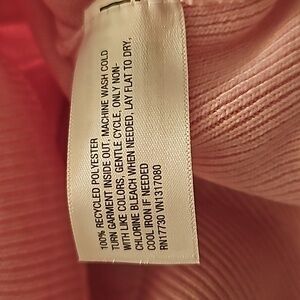 100% RECYCLED POLYESTER
TURN GARMENT INSIDE OUT, MACHINE WASH COLD
WITH LIKE COLORS, GENTLE CYCLE, ONLY NON-
CHLORINE BLEACH WHEN NEEDED, LAY FLAT TO DRY,
COOL IRON IF NEEDED
RN17730 VN1317080